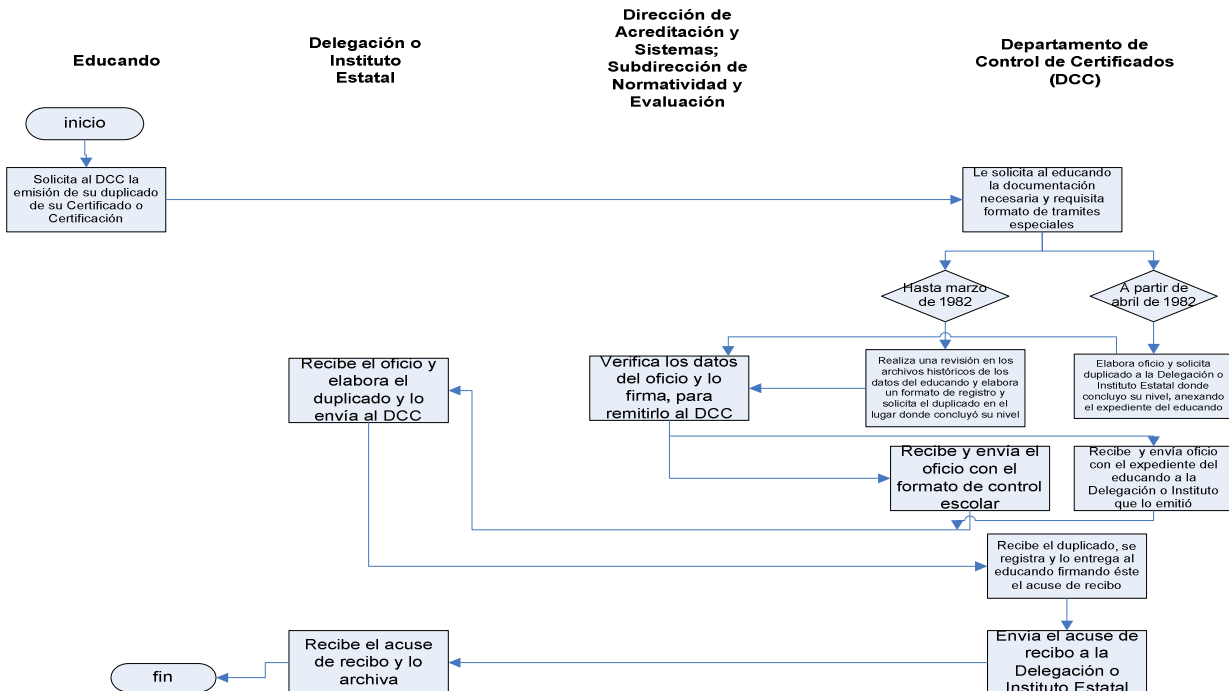 Educando
Delegación o
Instituto
Estatal
Dirección de
Acreditación y
Sistemas;
Subdirección de
Normatividad y
Evaluación
Departamento de
Control de Certificados
(DCC)
inicio
Solicita al DCC la
emisión de su duplicado
de su Certificado o
Certificación
Le solicita al educando
la documentación
necesaria y requisita
formato de tramites
especiales
Hasta marzo
de 1982
A partir de
abril de 1982
Recibe el oficio y
elabora el
duplicado y lo
envía al DCC
Verifica los datos
del oficio y lo
firma, para
remitirlo al DCC
Realiza una revisión en los
archivos históricos de los
datos del educando y elabora
un formato de registro y
solicita el duplicado en el
lugar donde concluyó su nivel
Elabora oficio y solicita
duplicado a la Delegación o
Instituto Estatal donde
concluyo su nivel, anexando
el expediente del educando
Recibe y envía el
oficio con el
formato de control
escolar
Recibe y envía oficio
con el expediente del
educando a la
Delegación o Instituto
que lo emitió
Recibe el duplicado, se
registra y lo entrega al
educando firmando éste
el acuse de recibo
Envía el acuse de
recibo a la
Delegación o
Instituto Estatal
Recibe el acuse
de recibo y lo
archiva
fin